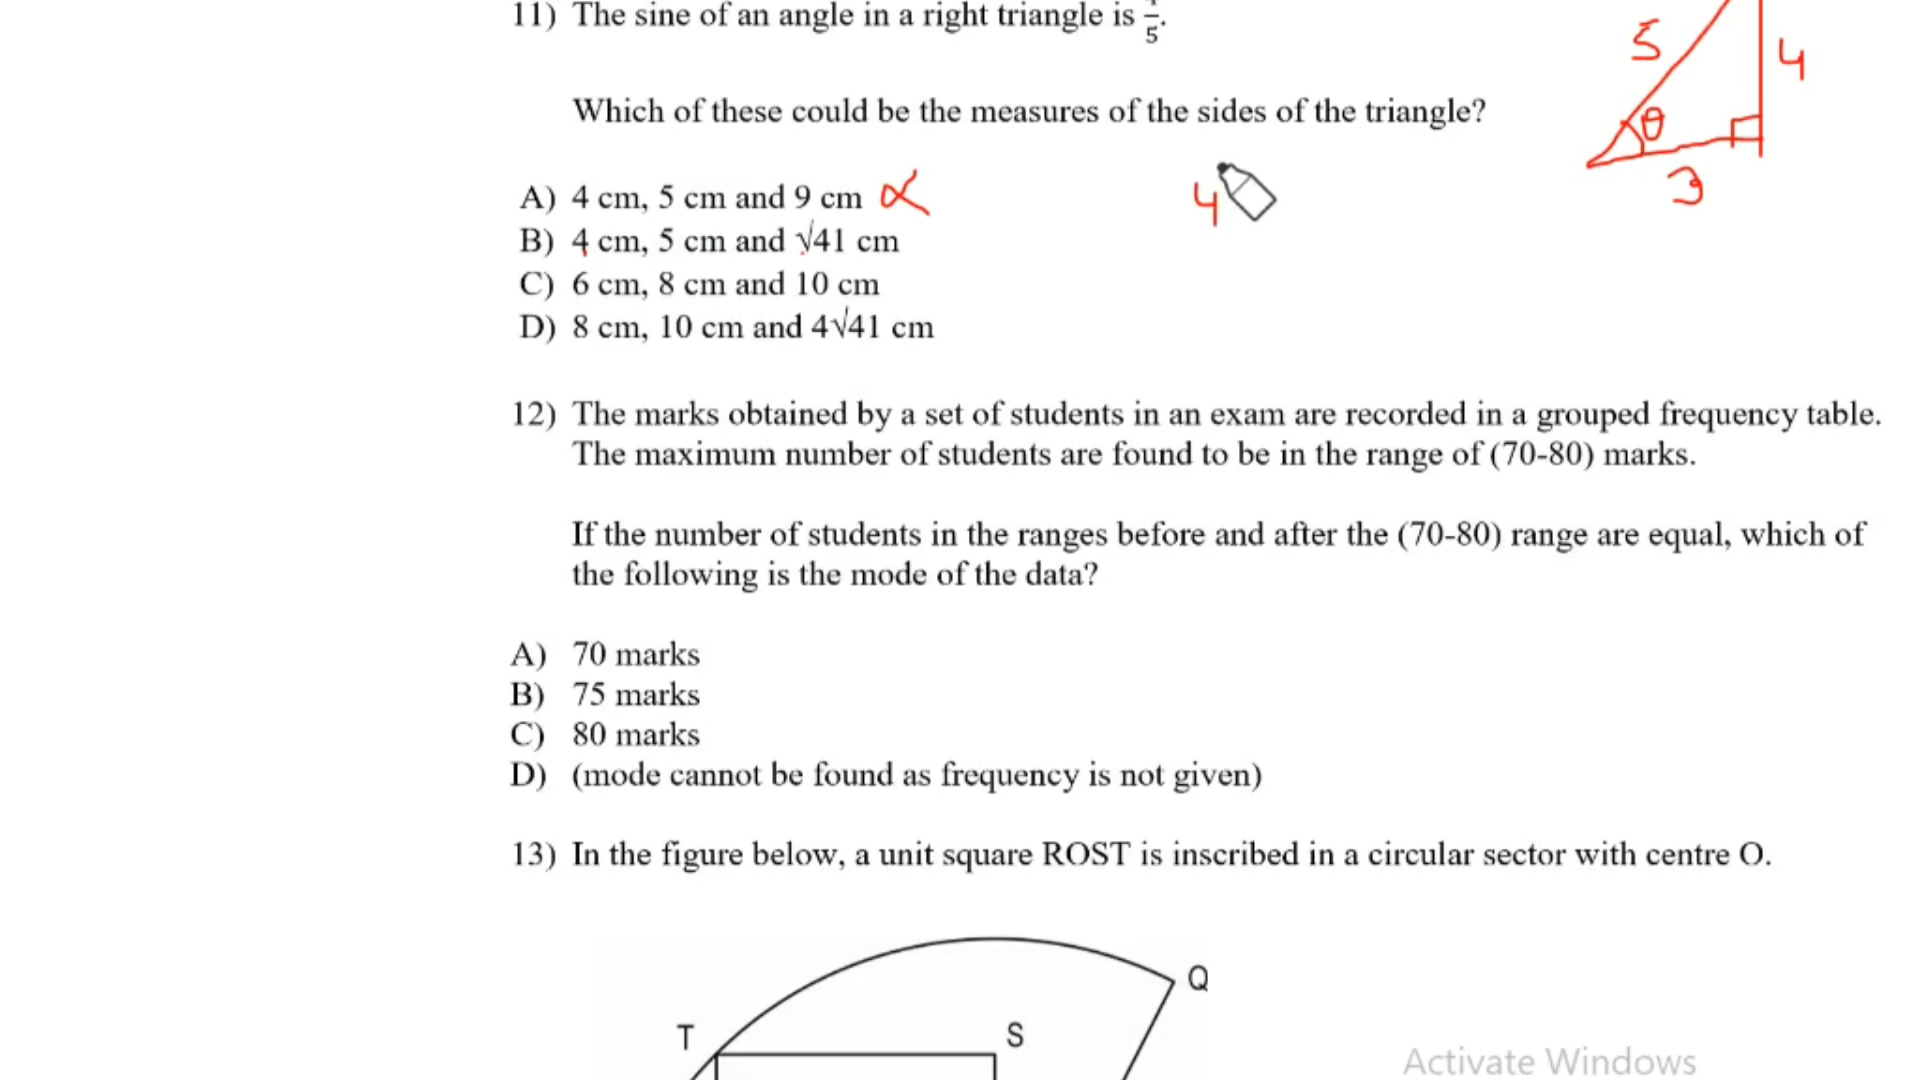 11) The sine of an angle in a right triangle is /5.
5
4
Which of these could be the measures of the sides of the triangle?
θ
3
A) 4 cm, 5 cm and 9 cm
4
B) 4 cm, 5 cm and √41 cm
C) 6 cm, 8 cm and 10 cm
D) 8 cm, 10 cm and 4√41 cm
12) The marks obtained by a set of students in an exam are recorded in a grouped frequency table.
The maximum number of students are found to be in the range of (70-80) marks.
If the number of students in the ranges before and after the (70-80) range are equal, which of
the following is the mode of the data?
A) 70 marks
B) 75 marks
C) 80 marks
D) (mode cannot be found as frequency is not given)
13) In the figure below, a unit square ROST is inscribed in a circular sector with centre O.
Q
T
S
Activate Windows